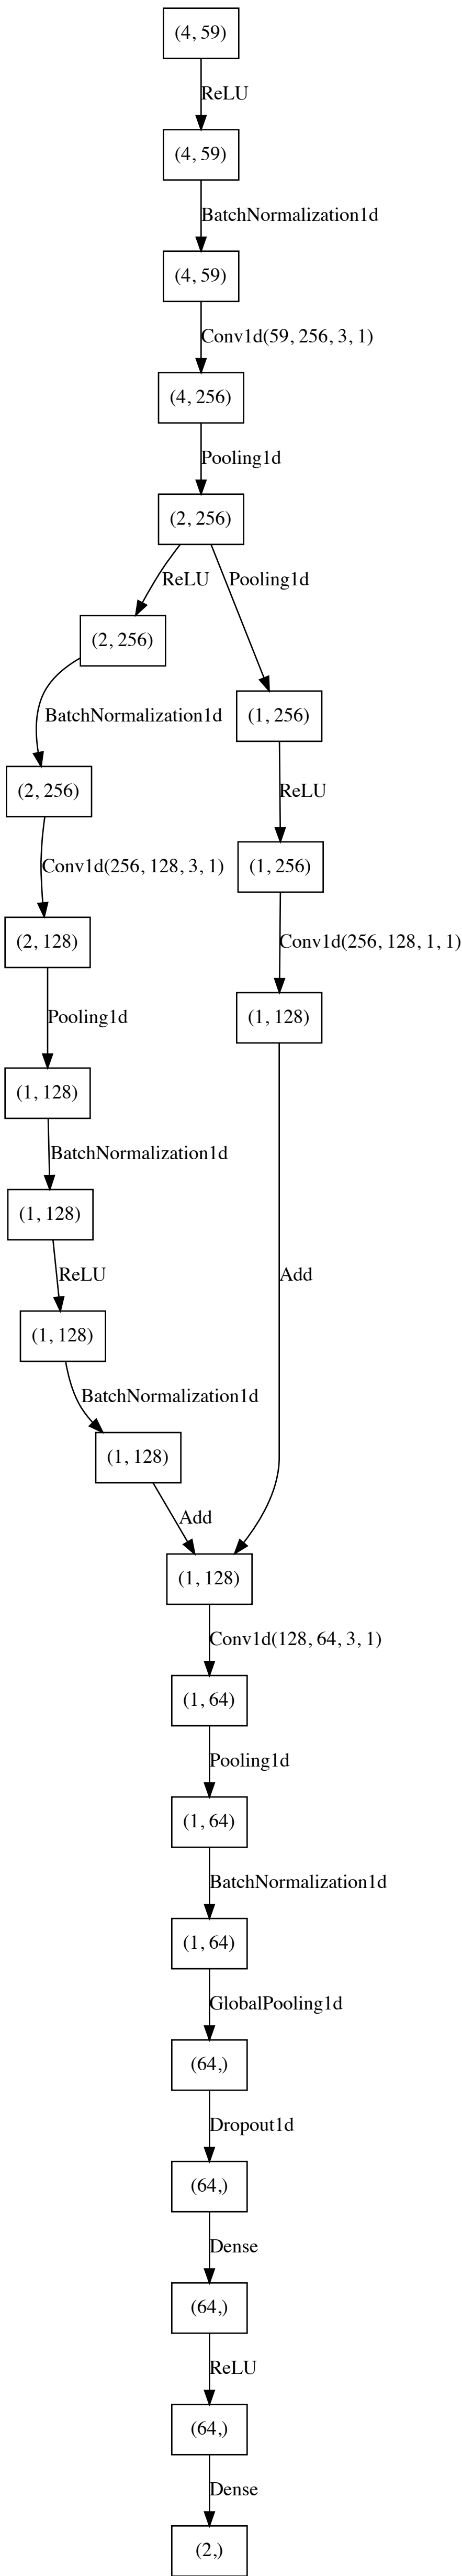 (4, 59)
ReLU
(4, 59)
BatchNormalization1d
(4, 59)
Conv1d(59, 256, 3, 1)
(4, 256)
Pooling1d
(2, 256)
ReLU
Pooling1d
(2, 256)
(1, 256)
BatchNormalization1d
(2, 256)
ReLU
(1, 256)
Conv1d(256, 128, 3, 1)
(2, 128)
Conv1d(256, 128, 1, 1)
(1, 128)
Pooling1d
(1, 128)
BatchNormalization1d
(1, 128)
ReLU
Add
(1, 128)
BatchNormalization1d
(1, 128)
Add
(1, 128)
Conv1d(128, 64, 3, 1)
(1, 64)
Pooling1d
(1, 64)
BatchNormalization1d
(1, 64)
GlobalPooling1d
(64,)
Dropout1d
(64,)
Dense
(64,)
ReLU
(64,)
Dense
(2,)